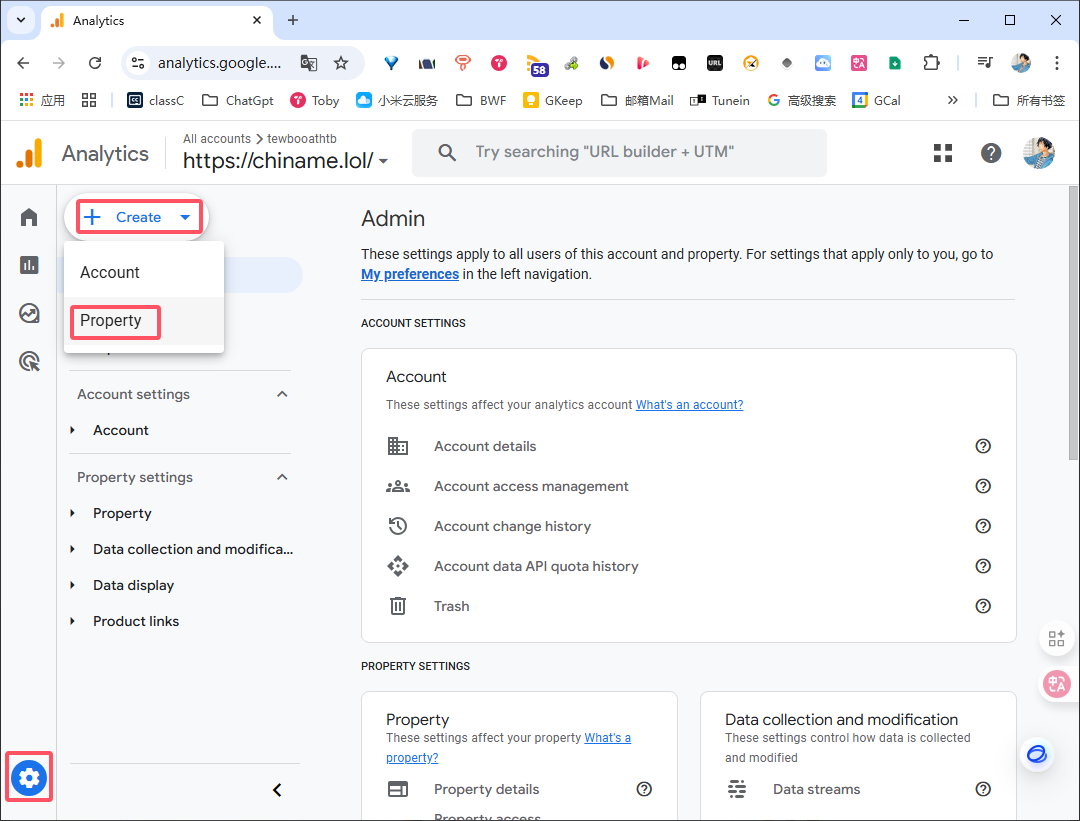 Analytics
analytics.google....
58
URL
应用
classC
ChatGpt
Toby
小米云服务
BWF
GKeep
邮箱Mail
Tunein
高级搜索
GCal
所有书签
Analytics
All accounts > tewbooathtb
https://chiname.lol/
Try searching "URL builder + UTM"
Create
Account
Property
Account settings
Account
Property settings
Property
Data collection and modifica...
Data display
Product links
Admin
These settings apply to all users of this account and property. For settings that apply only to you, go to
My preferences in the left navigation.
ACCOUNT SETTINGS
Account
These settings affect your analytics account What's an account?
Account details
Account access management
Account change history
Account data API quota history
Trash
PROPERTY SETTINGS
Property
These settings affect your property What's a
property?
Property details
Property access
Data collection and modification
These settings control how data is collected
and modified
Data streams